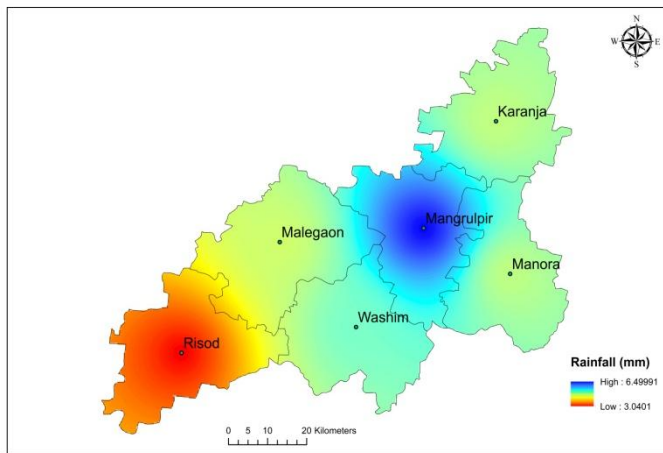 N
W E
S
Karanja
Mangrulpir
Malegaon
Manora
Washim
Risod
Rainfall (mm)
High : 6.49991
Low : 3.0401
0 5 10 20 Kilometers